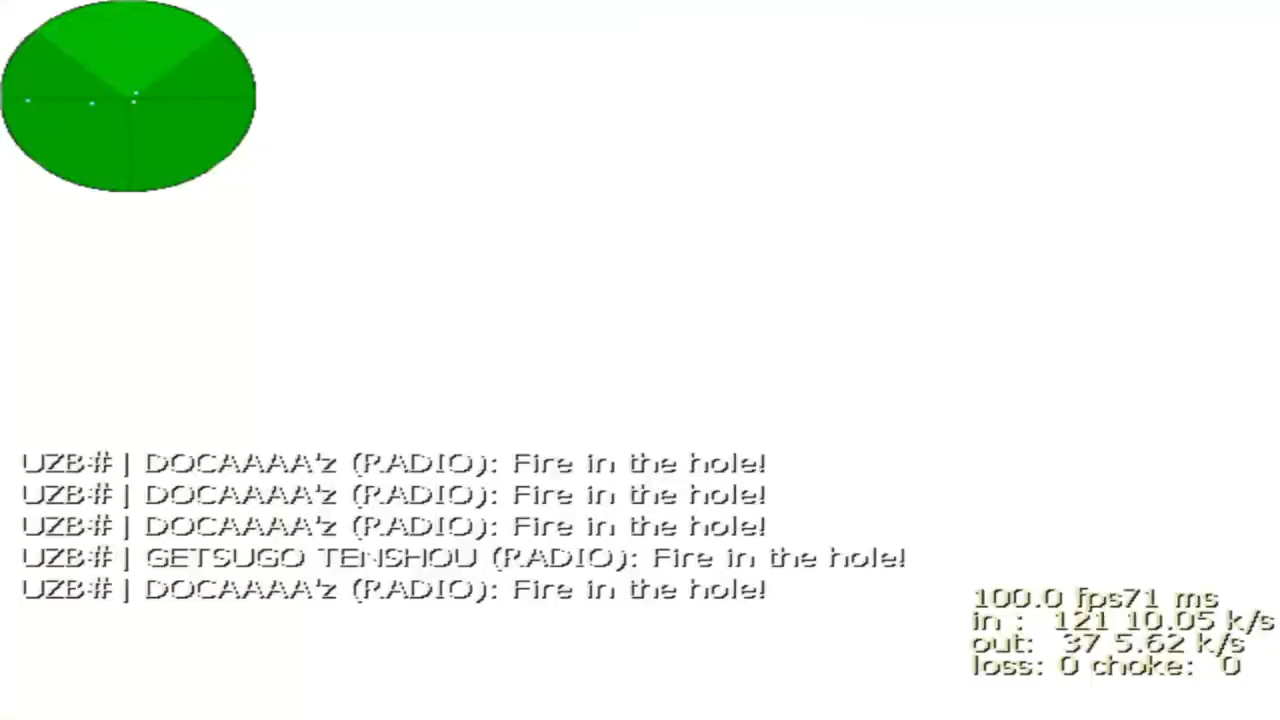 UZB# | DOCAAAA'z (RADIO): Fire in the hole!
UZB# | DOCAAAA'z (RADIO): Fire in the hole!
UZB# | DOCAAAA'z (RADIO): Fire in the hole!
UZB# | GETSUGO TENSHOU (RADIO): Fire in the hole!
UZB# | DOCAAAA'z (RADIO): Fire in the hole!
100.0 fps71 ms
in : 121 10.05 k/s
out: 37 5.62 k/s
loss: 0 choke: 0